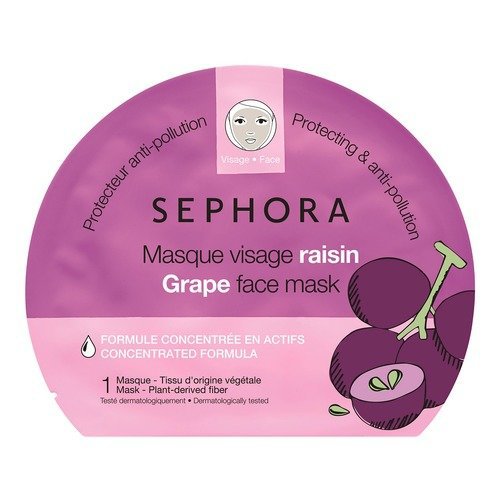 Protecteur anti-pollution
Protecting & anti-pollution
Visage • Face
SEPHORA
Masque visage raisin
Grape face mask
FORMULE CONCENTRÉE EN ACTIFS
CONCENTRATED FORMULA
1 Masque - Tissu d'origine végétale
Mask - Plant-derived fiber
Testé dermatologiquement • Dermatologically tested